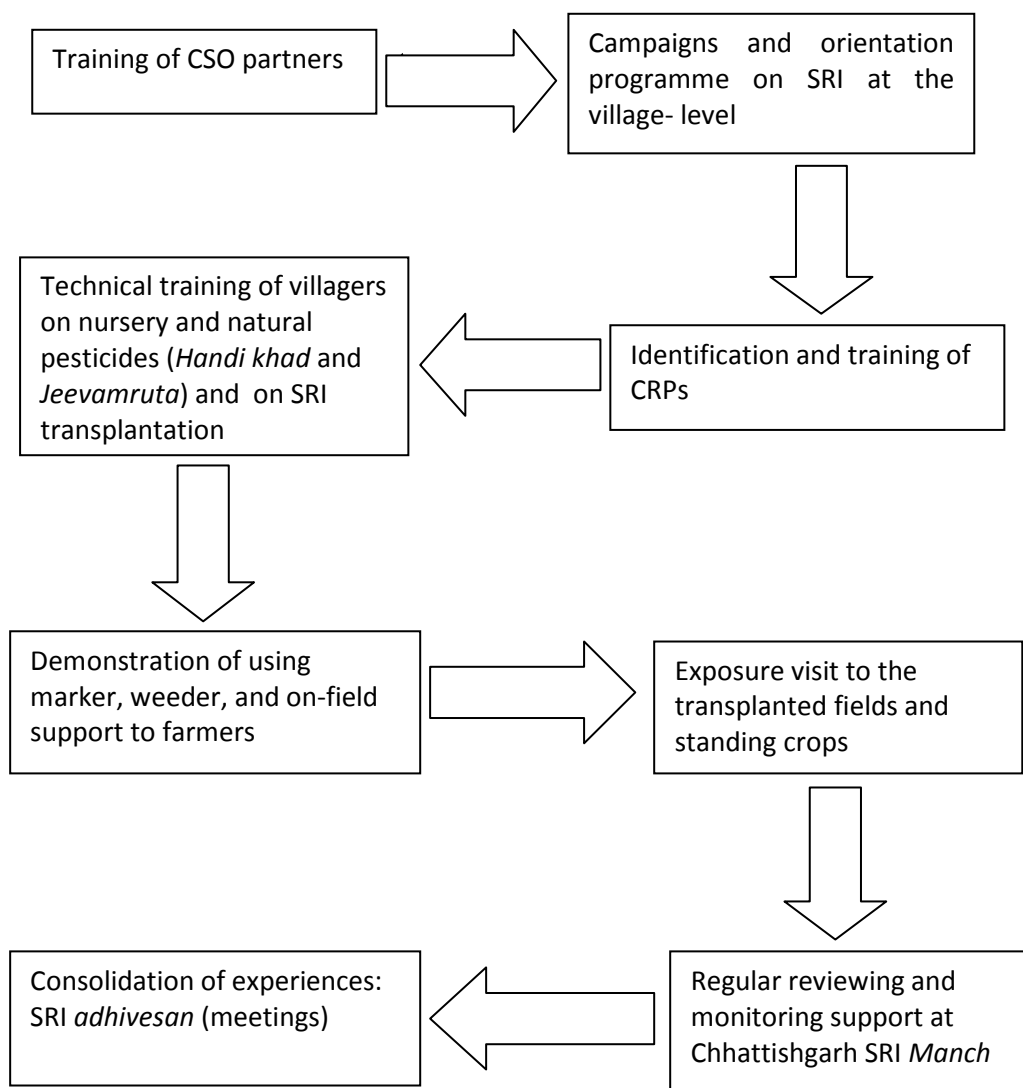 Training of CSO partners
Campaigns and orientation
programme on SRI at the
village- level
Identification and training of
CRPs
Technical training of villagers
on nursery and natural
pesticides (Handi khad and
Jeevamruta) and on SRI
transplantation
Demonstration of using
marker, weeder, and on-field
support to farmers
Exposure visit to the
transplanted fields and
standing crops
Regular reviewing and
monitoring support at
Chhattishgarh SRI Manch
Consolidation of experiences:
SRI adhivesan (meetings)